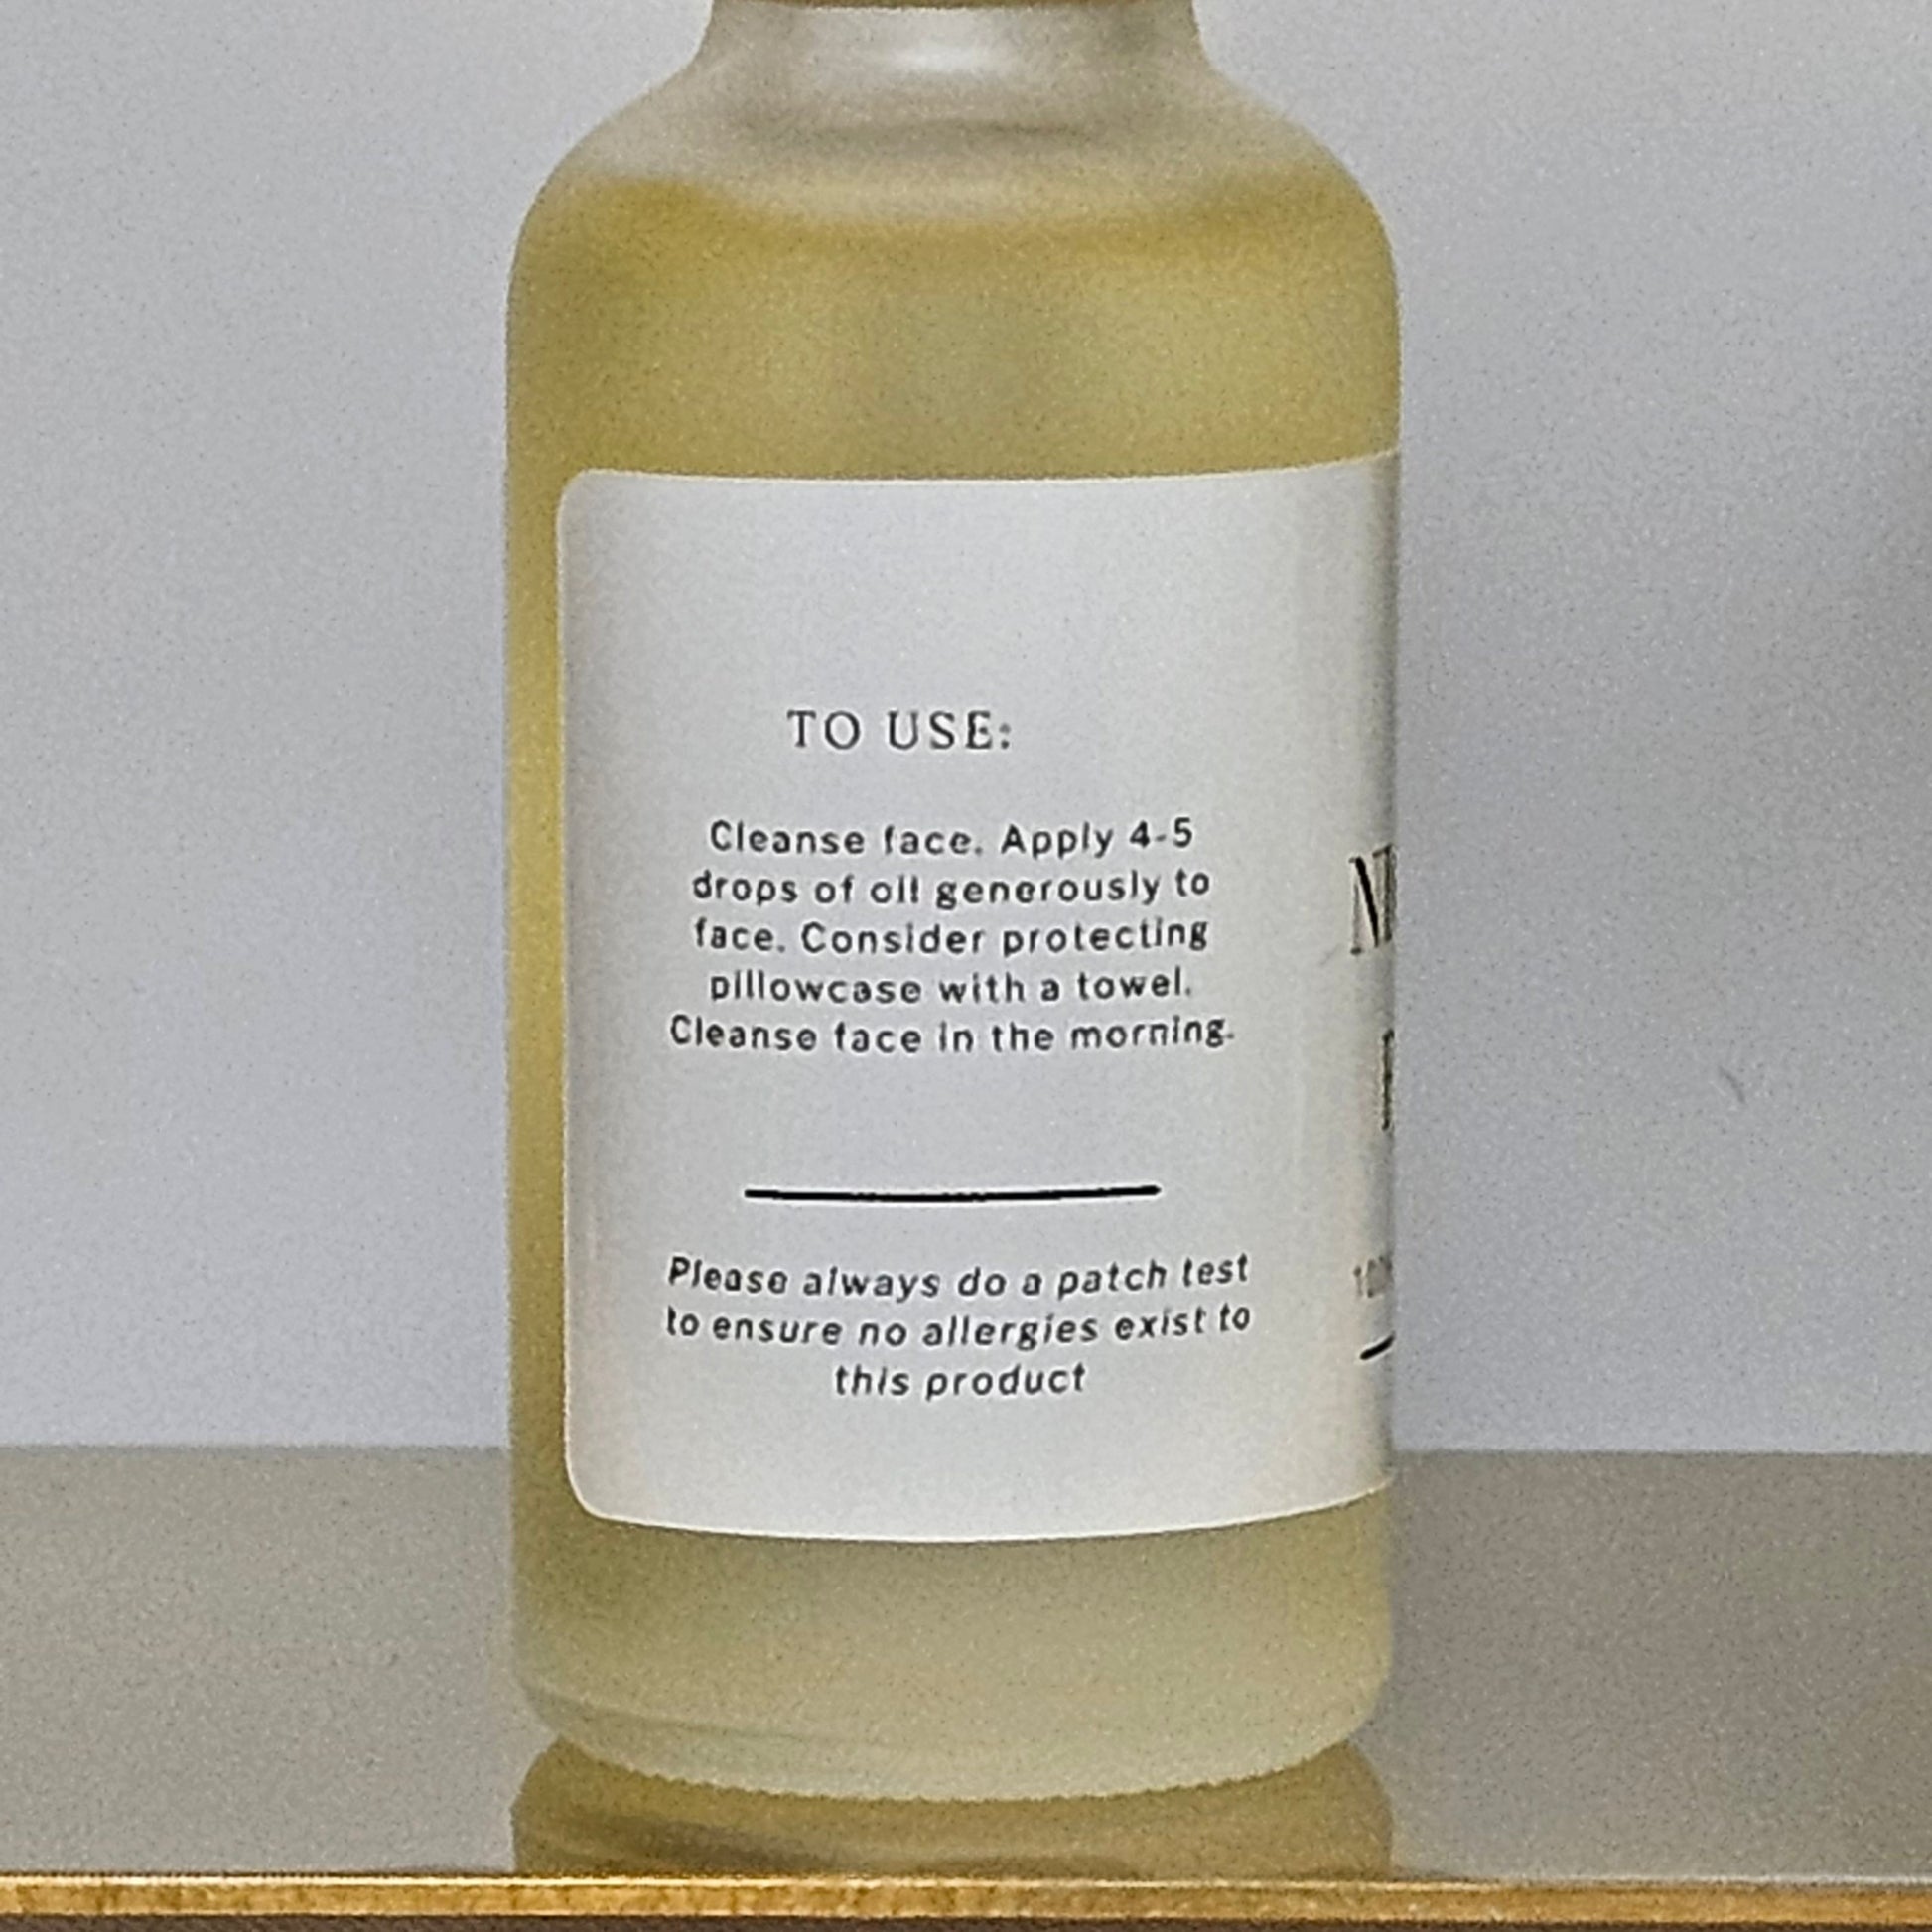 TO USE:
Cleanse face. Apply 4-5
drops of oil generously to
face. Consider protecting
pillowcase with a towel.
Cleanse face in the morning.
Please always do a patch test
to ensure no allergies exist to
this product